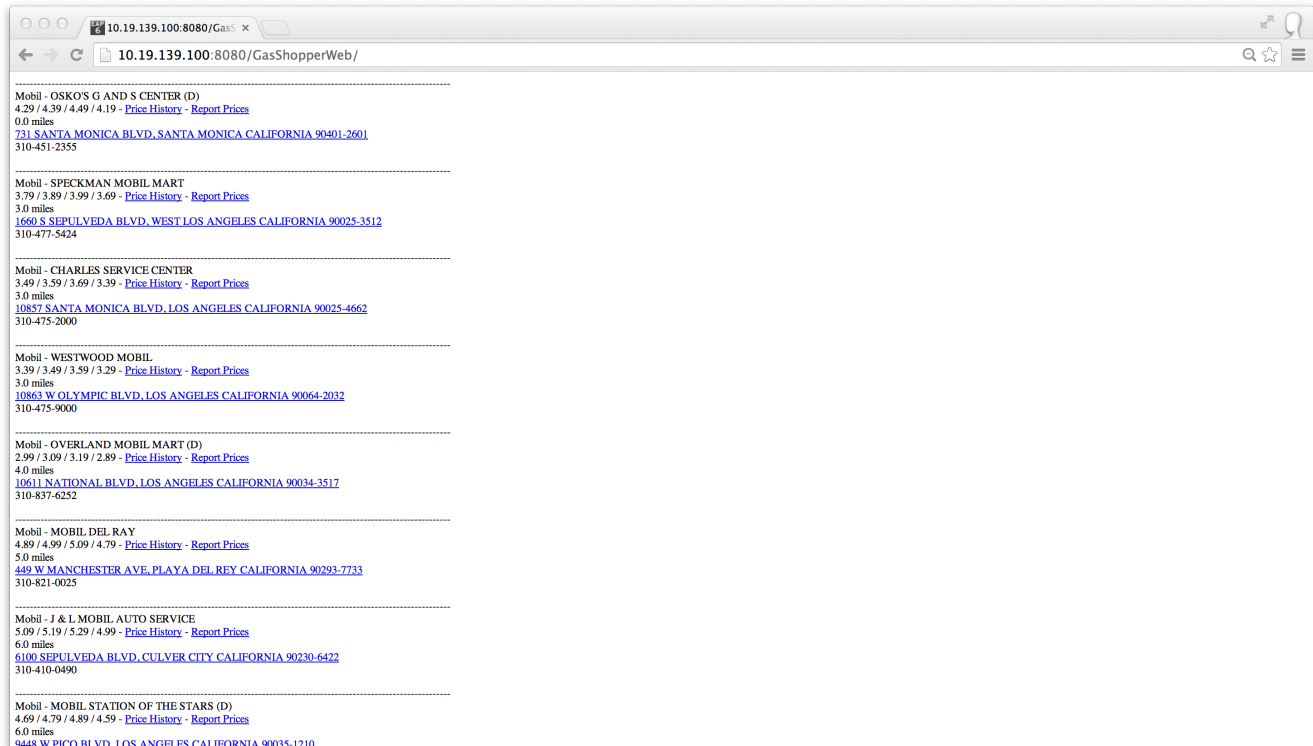 10.19.139.100:8080/GasS
10.19.139.100:8080/GasShopperWeb/
Mobil - OSKO'S G AND S CENTER (D)
4.29 / 4.39 / 4.49 / 4.19 - Price History - Report Prices
0.0 miles
731 SANTA MONICA BLVD, SANTA MONICA CALIFORNIA 90401-2601
310-451-2355
Mobil - SPECKMAN MOBIL MART
3.79 / 3.89 / 3.99 / 3.69 - Price History - Report Prices
3.0 miles
1660 S SEPULVEDA BLVD, WEST LOS ANGELES CALIFORNIA 90025-3512
310-477-5424
Mobil - CHARLES SERVICE CENTER
3.49 / 3.59 / 3.69 / 3.39 - Price History - Report Prices
3.0 miles
10857 SANTA MONICA BLVD, LOS ANGELES CALIFORNIA 90025-4662
310-475-2000
Mobil - WESTWOOD MOBIL
3.39 / 3.49 / 3.59 / 3.29 - Price History - Report Prices
3.0 miles
10863 W OLYMPIC BLVD, LOS ANGELES CALIFORNIA 90064-2032
310-475-9000
Mobil - OVERLAND MOBIL MART (D)
2.99 / 3.09 / 3.19 / 2.89 - Price History - Report Prices
4.0 miles
10611 NATIONAL BLVD, LOS ANGELES CALIFORNIA 90034-3517
310-837-6252
Mobil - MOBIL DEL RAY
4.89 / 4.99 / 5.09 / 4.79 - Price History - Report Prices
5.0 miles
449 W MANCHESTER AVE, PLAYA DEL REY CALIFORNIA 90293-7733
310-821-0025
Mobil - J & L MOBIL AUTO SERVICE
5.09 / 5.19 / 5.29 / 4.99 - Price History - Report Prices
6.0 miles
6100 SEPULVEDA BLVD, CULVER CITY CALIFORNIA 90230-6422
310-410-0490
Mobil - MOBIL STATION OF THE STARS (D)
4.69 / 4.79 / 4.89 / 4.59 - Price History - Report Prices
6.0 miles
9448 W PICO BLVD, LOS ANGELES CALIFORNIA 90035-1210